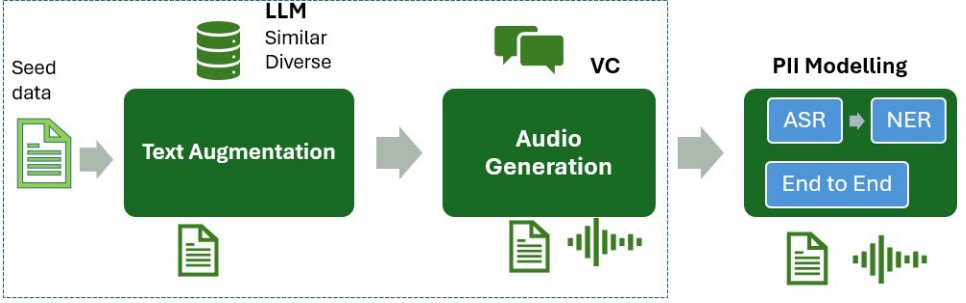 LLM
Similar
Diverse
Seed
data
VC
PII Modelling
Text Augmentation
Audio
Generation
ASR
NER
End to End